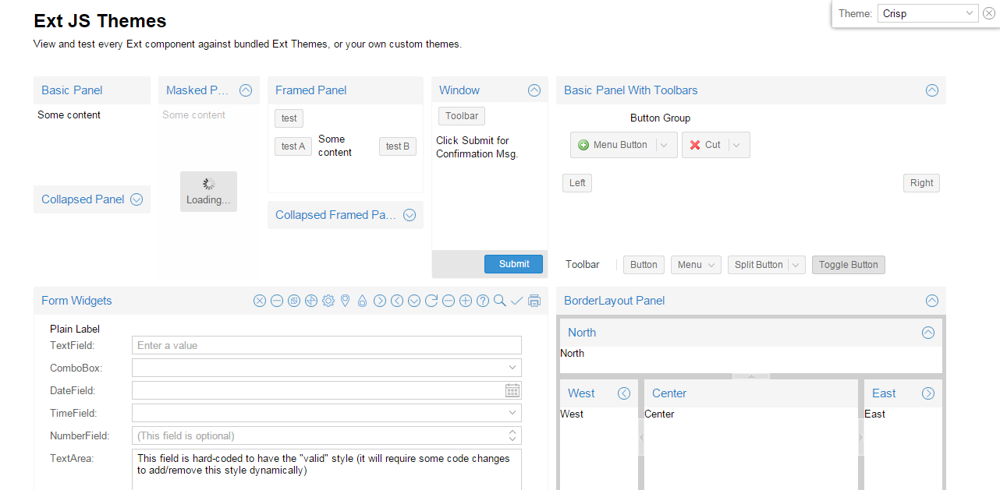 Ext JS Themes
Theme: Crisp
View and test every Ext component against bundled Ext Themes, or your own custom themes.
Basic Panel
Some content
Collapsed Panel
Masked P...
Some content
Loading...
Framed Panel
test
test A
Some
content
test B
Collapsed Framed Pa...
Window
Toolbar
Click Submit for
Confirmation Msg.
Submit
Basic Panel With Toolbars
Button Group
Menu Button
Cut
Left
Right
Toolbar
Button
Menu
Split Button
Toggle Button
Form Widgets
Plain Label
TextField: Enter a value
ComboBox:
DateField:
TimeField:
NumberField: (This field is optional)
TextArea: This field is hard-coded to have the "valid" style (it will require some code changes
to add/remove this style dynamically)
BorderLayout Panel
North
North
West
West
Center
Center
East
East